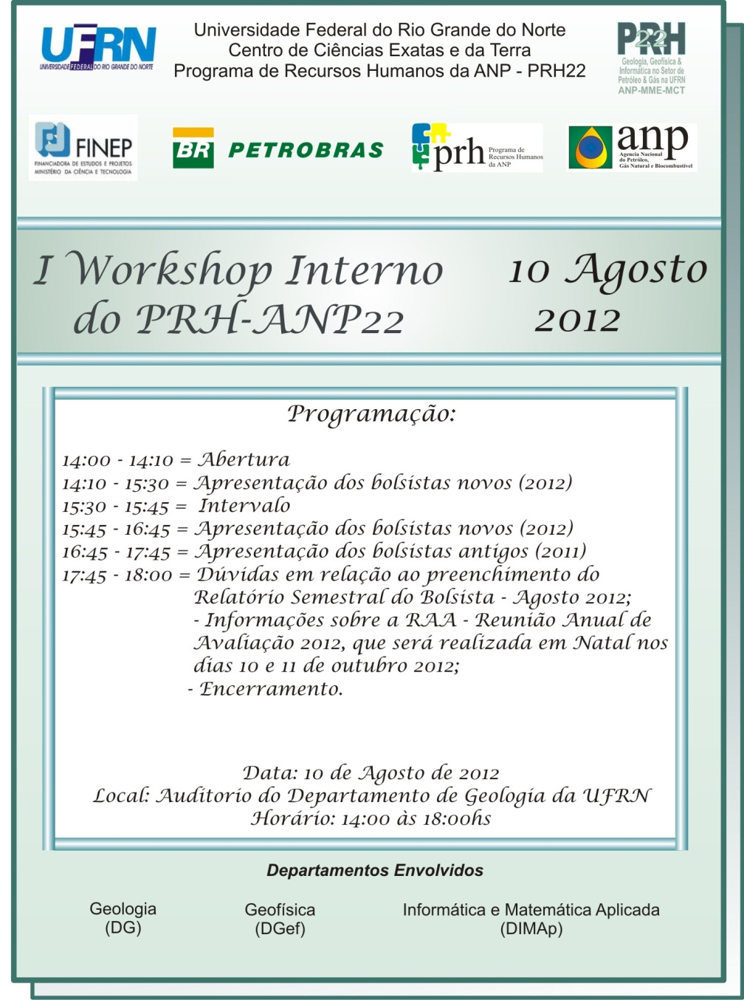 UFRN
UNIVERSIDADE FEDERAL DO RIO GRANDE DO NORTE
Universidade Federal do Rio Grande do Norte
Centro de Ciências Exatas e da Terra
Programa de Recursos Humanos da ANP - PRH22
PRH
22
Geologia, Geofísica &
Informática no Setor de
Petróleo & Gás na UFRN
ANP-MME-MCT
FINEP
FINANCIADORA DE ESTUDOS E PROJETOS
MINISTÉRIO DA CIÊNCIA E TECNOLOGIA
BR PETROBRAS
prh
Programa de
Recursos Humanos
da ANP
anp
Agencia Nacional
do Petróleo,
Gás Natural e Biocombustível
I Workshop Interno
do PRH-ANP22
10 Agosto
2012
Programação:
14:00 - 14:10 = Abertura
14:10 - 15:30 = Apresentação dos bolsistas novos (2012)
15:30 - 15:45 = Intervalo
15:45 - 16:45 = Apresentação dos bolsistas novos (2012)
16:45 - 17:45 = Apresentação dos bolsistas antigos (2011)
17:45 - 18:00 = Dúvidas em relação ao preenchimento do
Relatório Semestral do Bolsista - Agosto 2012;
- Informações sobre a RAA - Reunião Anual de
Avaliação 2012, que será realizada em Natal nos
dias 10 e 11 de outubro 2012;
- Encerramento.
Data: 10 de Agosto de 2012
Local: Auditorio do Departamento de Geologia da UFRN
Horário: 14:00 às 18:00hs
Departamentos Envolvidos
Geologia
(DG)
Geofísica
(DGef)
Informática e Matemática Aplicada
(DIMAp)